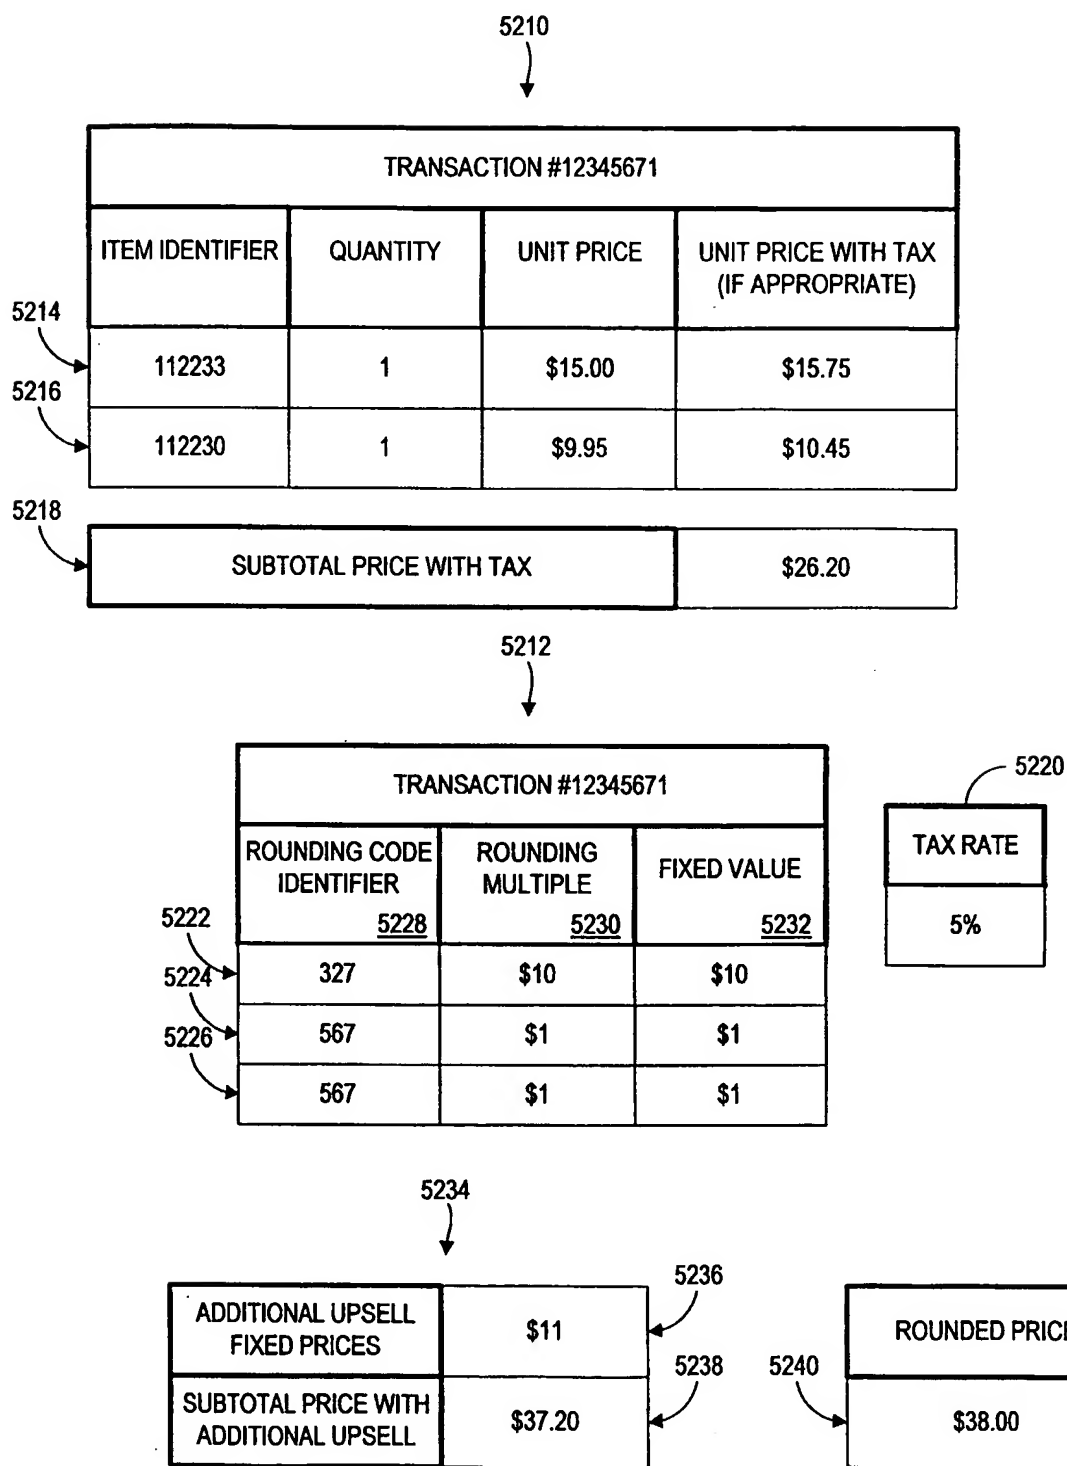 5210
TRANSACTION #12345671
ITEM IDENTIFIER QUANTITY UNIT PRICE UNIT PRICE WITH TAX
(IF APPROPRIATE)
5214
112233 1 $15.00 $15.75
5216
112230 1 $9.95 $10.45
5218
SUBTOTAL PRICE WITH TAX $26.20
5212
TRANSACTION #12345671
5220
TAX RATE
5%
ROUNDING CODE IDENTIFIER 5228
ROUNDING MULTIPLE 5230
FIXED VALUE 5232
5222
327 $10 $10
5224
567 $1 $1
5226
567 $1 $1
5234
ADDITIONAL UPSELL
FIXED PRICES
$11
5236
SUBTOTAL PRICE WITH
ADDITIONAL UPSELL
$37.20
5238
5240
ROUNDED PRICE
$38.00